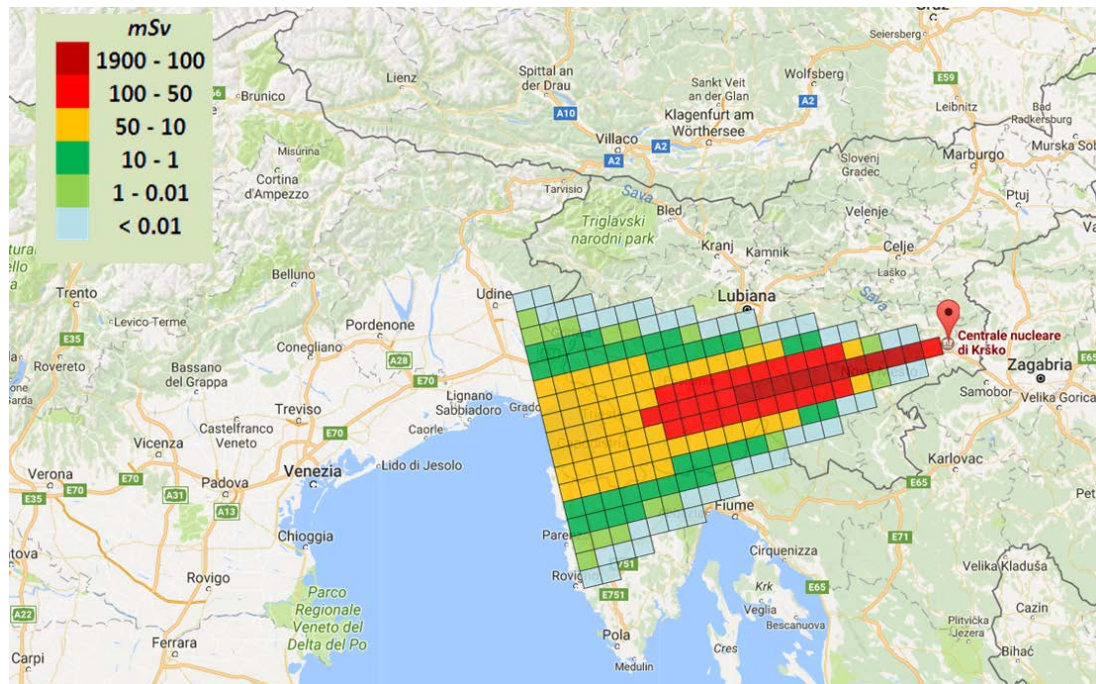 mSv
1900 - 100
100 - 50
50 - 10
10 - 1
1 - 0.01
< 0.01
Seiersberg
E59
Leibnitz
Bad
Radkersburg
Murska Sob
Wolfsberg
A2
Sankt Veit
an der Glan
Spittal an
der Drau
Lienz
A10
Klagenfurt am
Wörthersee
Villaco
A2
A2
Brunico
Misurina
Cortina
d'Ampezzo
Tarvisio
Sava
Bled
Triglavski
narodni park
Slovenj
Gradec
Marburgo
Ptuj
Velenje
Kranj
Kamnik
Celje
Laško
Sava
Lubiana
Centrale nucleare
di Krško
Novo Mesto
Zagabria
E65
Samobor
Velika Gorica
Belluno
Udine
Trento
Levico Terme
E35
Rovereto
Pordenone
Conegliano
A28
E70
Bassano
del Grappa
Lignano
Sabbiadoro
Grado
Caorle
Treviso
Castelfranco
Veneto
E70
Vicenza
Venezia
Lido di Jesolo
Verona
E35
E70
A31
Padova
A13
Garda
Karlovac
E65
Fiume
Chioggia
E71
Cirquenizza
Velika Kladuša
E65
Krk
Veglia
Bescanuova
Rovigo
Parco
Regionale
Veneto del
Delta del Po
A22
Ferrara
Carpi
E751
E751
Pola
Medulin
Cres
Plitvička
Jezera
Cazin
Bihać